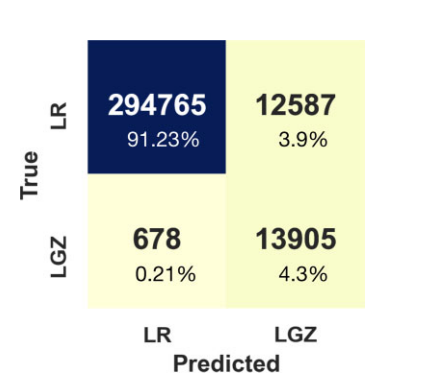 True
LR
294765
91.23%
12587
3.9%
LGZ
678
0.21%
13905
4.3%
LR
LGZ
Predicted